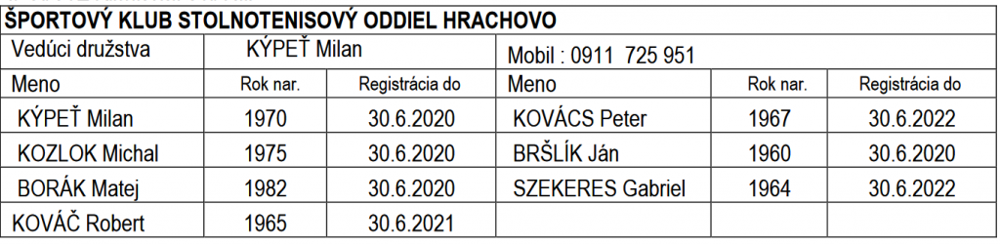 ŠPORTOVÝ KLUB STOLNOTENISOVÝ ODDIEL HRACHOVO
Vedúci družstva KÝPEŤ Milan Mobil : 0911 725 951
Meno Rok nar. Registrácia do Meno Rok nar. Registrácia do
KÝPEŤ Milan 1970 30.6.2020 KOVÁCS Peter 1967 30.6.2022
KOZLOK Michal 1975 30.6.2020 BRŠLÍK Ján 1960 30.6.2020
BORÁK Matej 1982 30.6.2020 SZEKERES Gabriel 1964 30.6.2022
KOVÁČ Robert 1965 30.6.2021